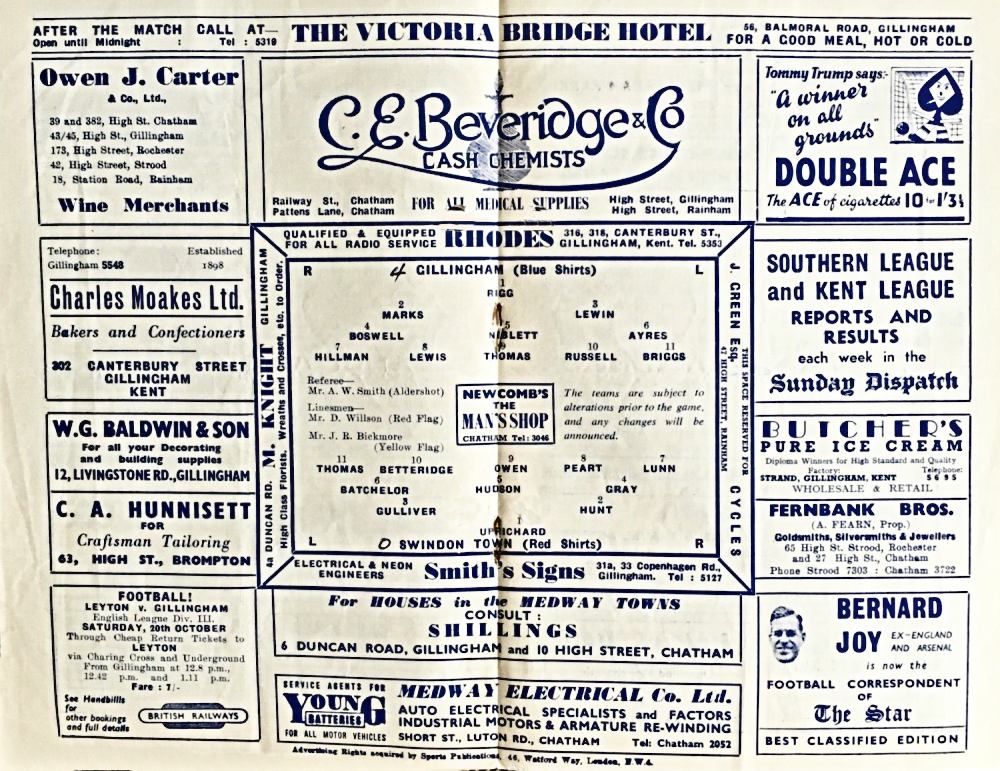 AFTER THE MATCH CALL AT—
Open until Midnight : Tel : 5319
THE VICTORIA BRIDGE HOTEL
56, BALMORAL ROAD, GILLINGHAM
FOR A GOOD MEAL, HOT OR COLD
Owen J. Carter
& Co., Ltd.,
39 and 382, High St. Chatham
43/45, High St., Gillingham
173, High Street, Rochester
42, High Street, Strood
18, Station Road, Rainham
Wine Merchants
C.E. Beveridge & Co
CASH CHEMISTS
Railway St., Chatham
Pattens Lane, Chatham
FOR ALL MEDICAL SUPPLIES
High Street, Gillingham
High Street, Rainham
Tommy Trump says:-
"A winner
on all
grounds"
DOUBLE ACE
The ACE of cigarettes 10 for 1'3½
Telephone: Established
Gillingham 5548 1898
Charles Moakes Ltd.
Bakers and Confectioners
302 CANTERBURY STREET
GILLINGHAM
KENT
W.G. BALDWIN & SON
For all your Decorating
and building supplies
12, LIVINGSTONE RD., GILLINGHAM
C. A. HUNNISETT
FOR
Craftsman Tailoring
63, HIGH ST., BROMPTON
FOOTBALL!
LEYTON v. GILLINGHAM
English League Div. III.
SATURDAY, 20th OCTOBER
Through Cheap Return Tickets to
LEYTON
via Charing Cross and Underground
From Gillingham at 12.8 p.m.,
12.42 p.m. and 1.11 p.m.
Fare : 7/-
See Handbills
for
other bookings
and full details
BRITISH RAILWAYS
QUALIFIED & EQUIPPED
FOR ALL RADIO SERVICE
RHODES
316, 318, CANTERBURY ST.,
GILLINGHAM, Kent. Tel. 5353
4a DUNCAN RD. M. KNIGHT GILLINGHAM
High Class Florists. Wreaths and Crosses, etc. to Order.
R 4 GILLINGHAM (Blue Shirts) L
1
RIGG
2 3
MARKS LEWIN
4 5 6
BOSWELL NIBLETT AYRES
7 8 9 10 11
HILLMAN LEWIS THOMAS RUSSELL BRIGGS
Referee—
Mr. A. W. Smith (Aldershot)
Linesmen—
Mr. D. Willson (Red Flag)
Mr. J. R. Bickmore
(Yellow Flag)
NEWCOMB'S
THE
MAN'S SHOP
CHATHAM Tel: 3046
The teams are subject to
alterations prior to the game,
and any changes will be
announced.
11 10 9 8 7
THOMAS BETTERIDGE OWEN PEART LUNN
6 5 4
BATCHELOR HUDSON GRAY
3 2
GULLIVER HUNT
1
UPRICHARD
L 0 SWINDON TOWN (Red Shirts) R
J. GREEN Esq. CYCLES
THIS SPACE RESERVED FOR
47 HIGH STREET, RAINHAM
ELECTRICAL & NEON
ENGINEERS
Smith's Signs
31a, 33 Copenhagen Rd.,
Gillingham. Tel : 5127
For HOUSES in the MEDWAY TOWNS
CONSULT :
SHILLINGS
6 DUNCAN ROAD, GILLINGHAM and 10 HIGH STREET, CHATHAM
SERVICE AGENTS FOR
YOUNG
BATTERIES
FOR ALL MOTOR VEHICLES
MEDWAY ELECTRICAL Co. Ltd.
AUTO ELECTRICAL SPECIALISTS and FACTORS
INDUSTRIAL MOTORS & ARMATURE RE-WINDING
SHORT ST., LUTON RD., CHATHAM Tel: Chatham 2052
Advertising Rights acquired by Sports Publications, 46, Watford Way, London, N.W.4.
SOUTHERN LEAGUE
and KENT LEAGUE
REPORTS AND
RESULTS
each week in the
Sunday Dispatch
BUTCHER'S
PURE ICE CREAM
Diploma Winners for High Standard and Quality
Factory: Telephone:
STRAND, GILLINGHAM, KENT 5695
WHOLESALE & RETAIL
FERNBANK BROS.
(A. FEARN, Prop.)
Goldsmiths, Silversmiths & Jewellers
65 High St. Strood, Rochester
and 27 High St., Chatham
Phone Strood 7303 : Chatham 3722
BERNARD
JOY EX-ENGLAND
AND ARSENAL
is now the
FOOTBALL CORRESPONDENT
OF
The Star
BEST CLASSIFIED EDITION